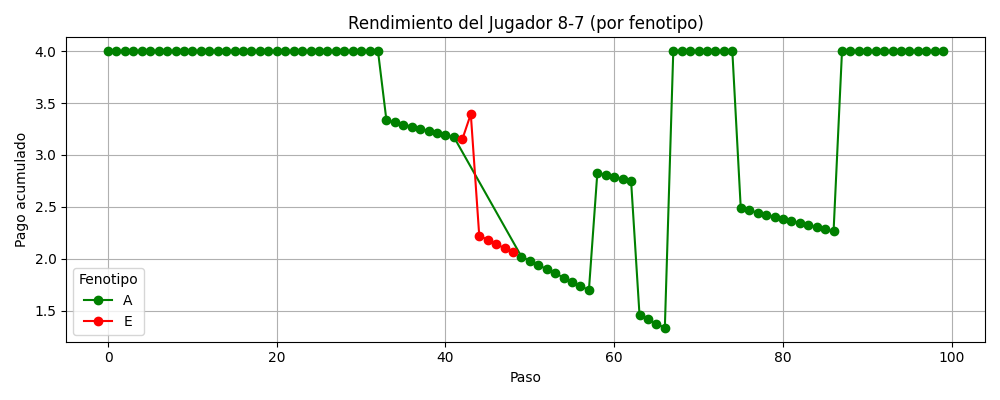 Rendimiento del Jugador 8-7 (por fenotipo)
Pago acumulado
4.0
3.5
3.0
2.5
2.0
1.5
Fenotipo
A
E
0 20 40 60 80 100
Paso